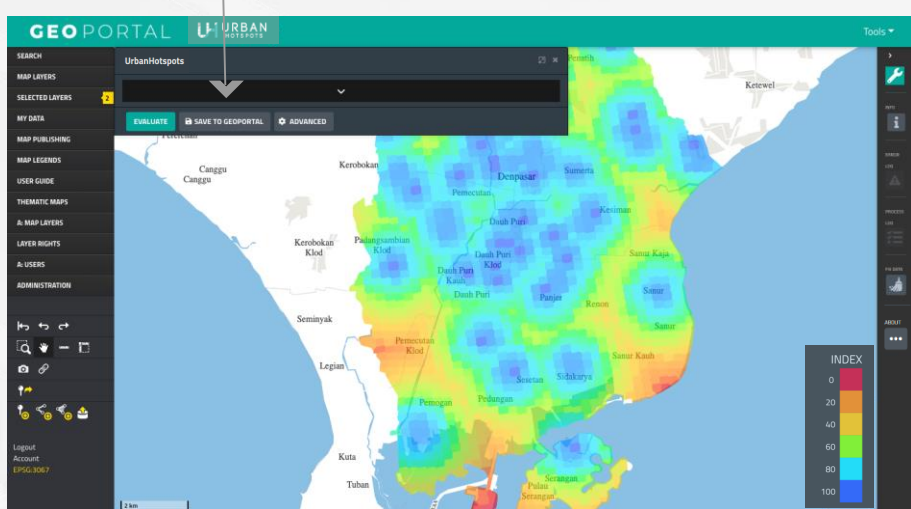 GEOPORTAL
URBAN
HOTSPOTS
Tools
SEARCH
MAP LAYERS
SELECTED LAYERS
2
MY DATA
MAP PUBLISHING
MAP LEGENDS
USER GUIDE
THEMATIC MAPS
A: MAP LAYERS
LAYER RIGHTS
A: USERS
ADMINISTRATION
Logout
Account
EPSG:3067
UrbanHotspots
EVALUATE
SAVE TO GEOPORTAL
ADVANCED
Ketewel
Canggu
Canggu
Kerobokan
Denpasar
Sumerta
Pemecutan
Kesiman
Dauh Puri
Kerobokan
Klod
Padangsambian
Klod
Sanur Kaja
Dauh Puri
Klod
Dauh Puri
Kauh
Dauh Puri
Panjer
Renon
Sanur
Seminyak
Sanur
Pemecutan
Klod
Sanur Kauh
Legian
Sesetan
Sidakarya
Pemogan
Pedungan
Kuta
Tuban
Serangan
Pulau
Serangan
2 km
INDEX
0
20
40
60
80
100
INFO
ERROR
LOG
PROCESS
LOG
ABOUT